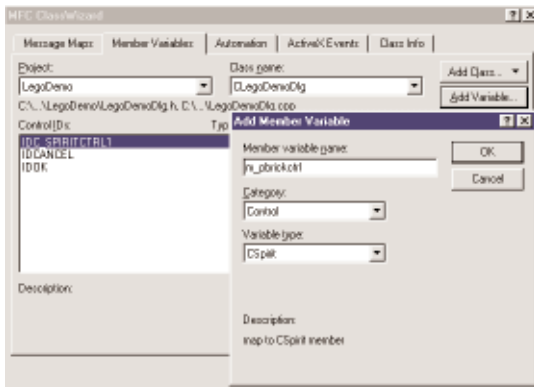 MFC ClassWizard
Message Maps Member Variables Automation ActiveX Events Class Info
Project: Class name:
LegoDemo CLegoDemoDlg
Add Class...
Add Variable...
C:\...\LegoDemo\LegoDemoDlg.h, C:\...\LegoDemoDlg.cpp
Control IDs: Typ
IDC_SPIRITCTRL1
IDCANCEL
IDOK
Description:
Add Member Variable
Member variable name:
m_pbrickctrl
OK
Cancel
Category:
Control
Variable type:
CSpirit
Description:
map to CSpirit member